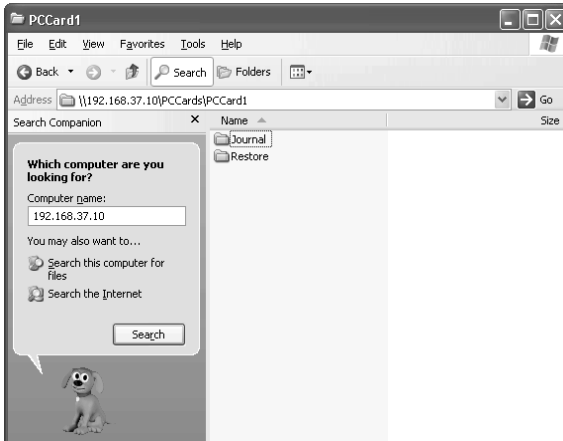 PCCard1
File Edit View Favorites Tools Help
Back Search Folders
Address \\192.168.37.10\PCCards\PCCard1 Go
Search Companion Name Size
Journal
Restore
Which computer are you
looking for?
Computer name:
192.168.37.10
You may also want to...
Search this computer for
files
Search the Internet
Search